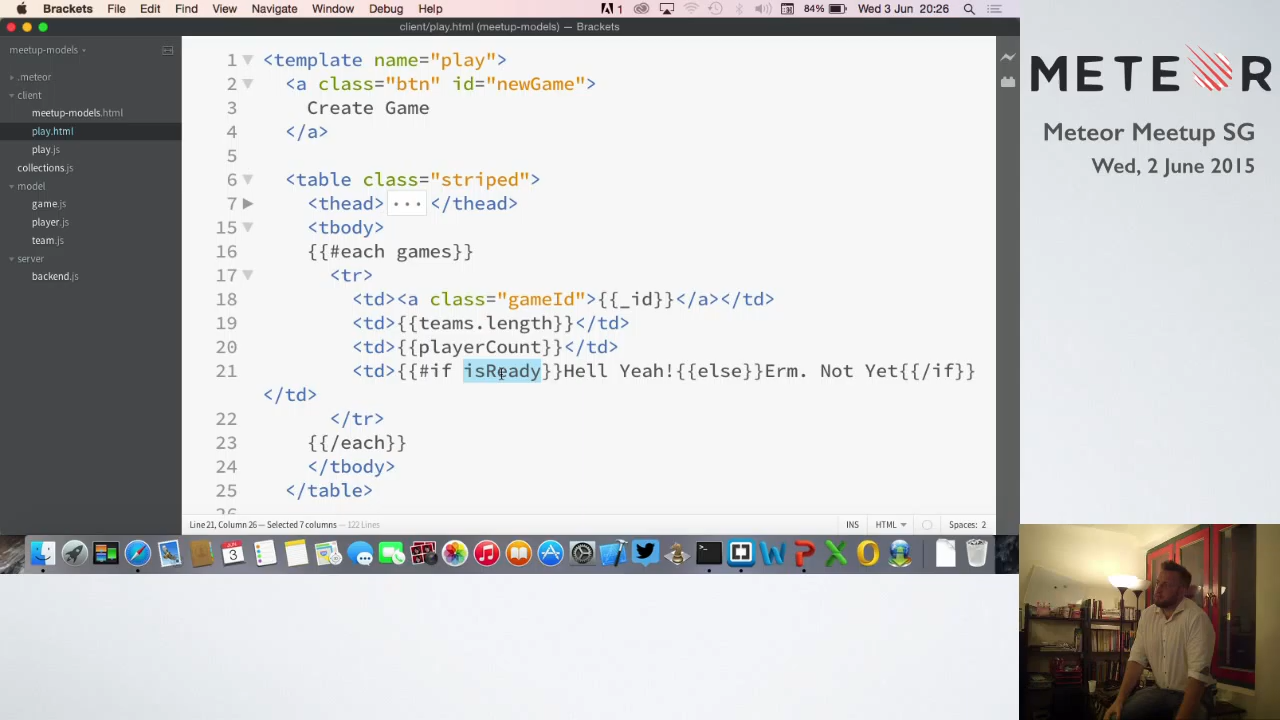 Brackets File Edit Find View Navigate Window Debug Help 1 84% Wed 3 Jun 20:26
client/play.html (meetup-models) — Brackets
meetup-models
.meteor
client
meetup-models.html
play.html
play.js
collections.js
model
game.js
player.js
team.js
server
backend.js
1 <template name="play">
2 <a class="btn" id="newGame">
3 Create Game
4 </a>
5
6 <table class="striped">
7 <thead>...</thead>
15 <tbody>
16 {{#each games}}
17 <tr>
18 <td><a class="gameId">{{_id}}</a></td>
19 <td>{{teams.length}}</td>
20 <td>{{playerCount}}</td>
21 <td>{{#if isReady}}Hell Yeah!{{else}}Erm. Not Yet{{/if}}
</td>
22 </tr>
23 {{/each}}
24 </tbody>
25 </table>
26
Line 21, Column 26 — Selected 7 columns — 122 Lines
INS HTML Spaces: 2
METEOR
Meteor Meetup SG
Wed, 2 June 2015
3